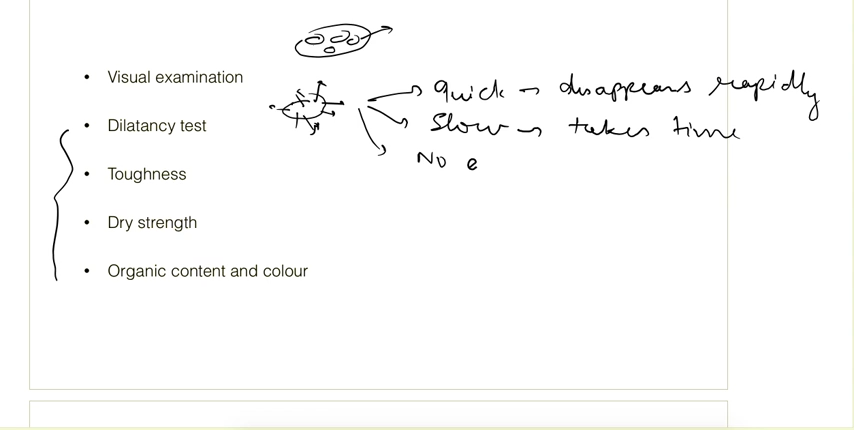 • Visual examination
quick → disappears rapidly
• Dilatancy test
Slow → takes time
No e
• Toughness
• Dry strength
• Organic content and colour